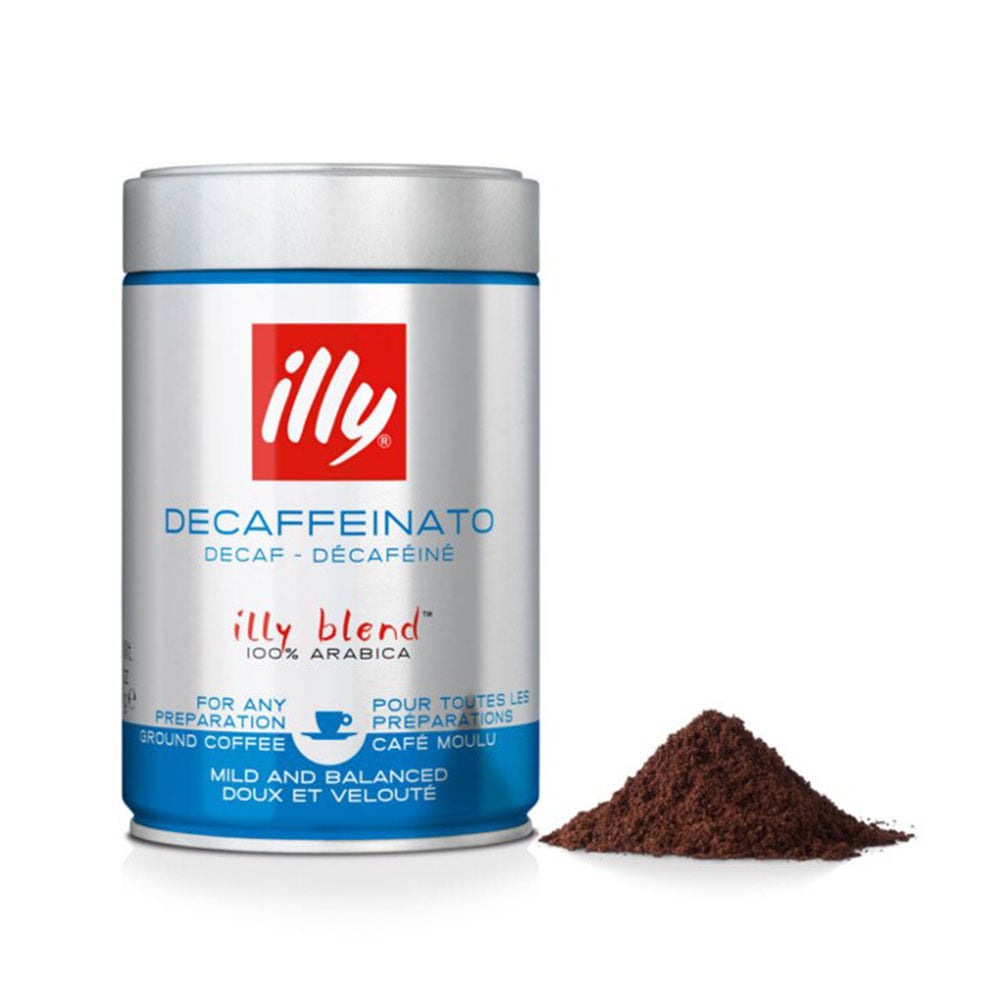 illy®
DECAFFEINATO
DECAF - DÉCAFÉINÉ
illy blend™
100% ARABICA
FOR ANY
PREPARATION
GROUND COFFEE
POUR TOUTES LES
PRÉPARATIONS
CAFÉ MOULU
MILD AND BALANCED
DOUX ET VELOUTÉ